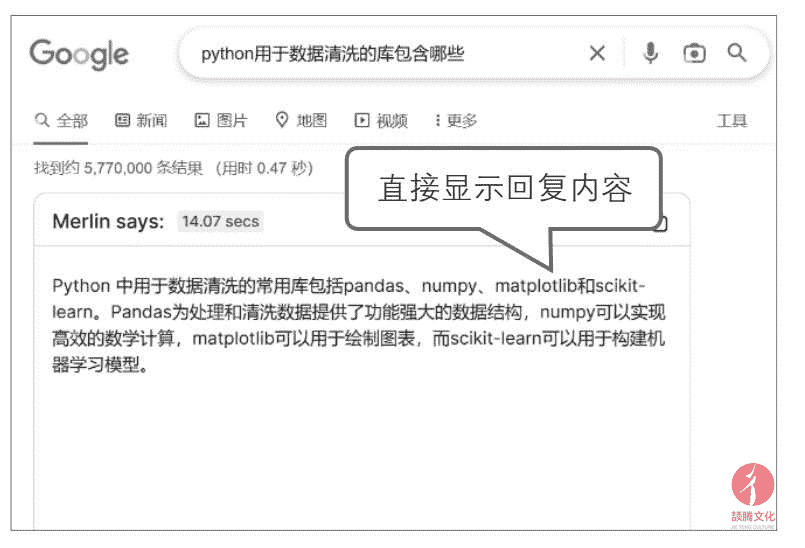 Google
python用于数据清洗的库包含哪些
全部 新闻 图片 地图 视频 更多 工具
找到约 5,770,000 条结果 （用时 0.47 秒）
直接显示回复内容
Merlin says: 14.07 secs
Python 中用于数据清洗的常用库包括pandas、numpy、matplotlib和scikit-
learn。Pandas为处理和清洗数据提供了功能强大的数据结构，numpy可以实现
高效的数学计算，matplotlib可以用于绘制图表，而scikit-learn可以用于构建机
器学习模型。